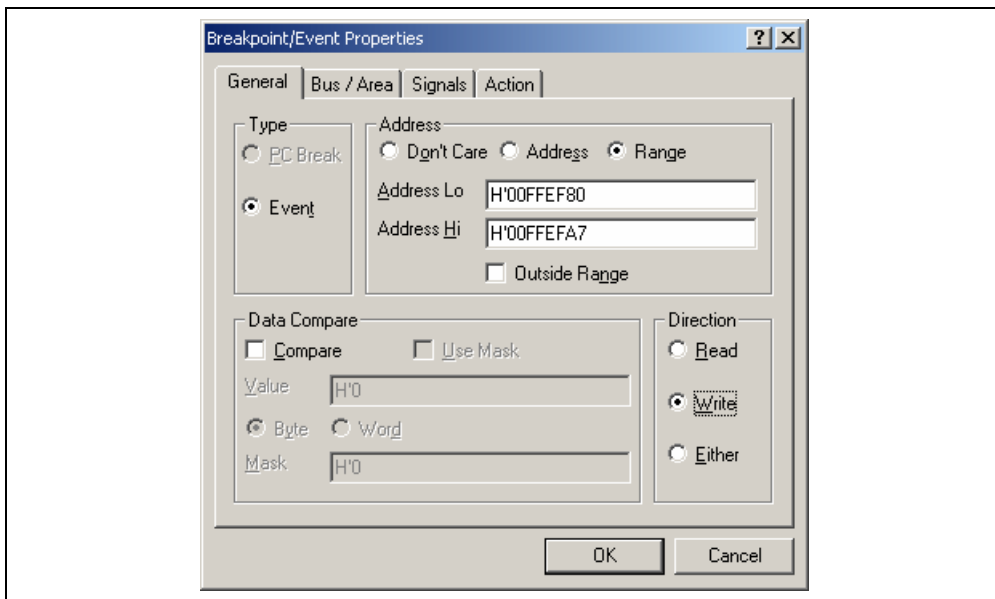 Breakpoint/Event Properties
General Bus / Area Signals Action
Type
PC Break
Event
Address
Don't Care Address Range
Address Lo H'00FFEF80
Address Hi H'00FFEFA7
Outside Range
Data Compare
Compare Use Mask
Value H'0
Byte Word
Mask H'0
Direction
Read
Write
Either
OK Cancel